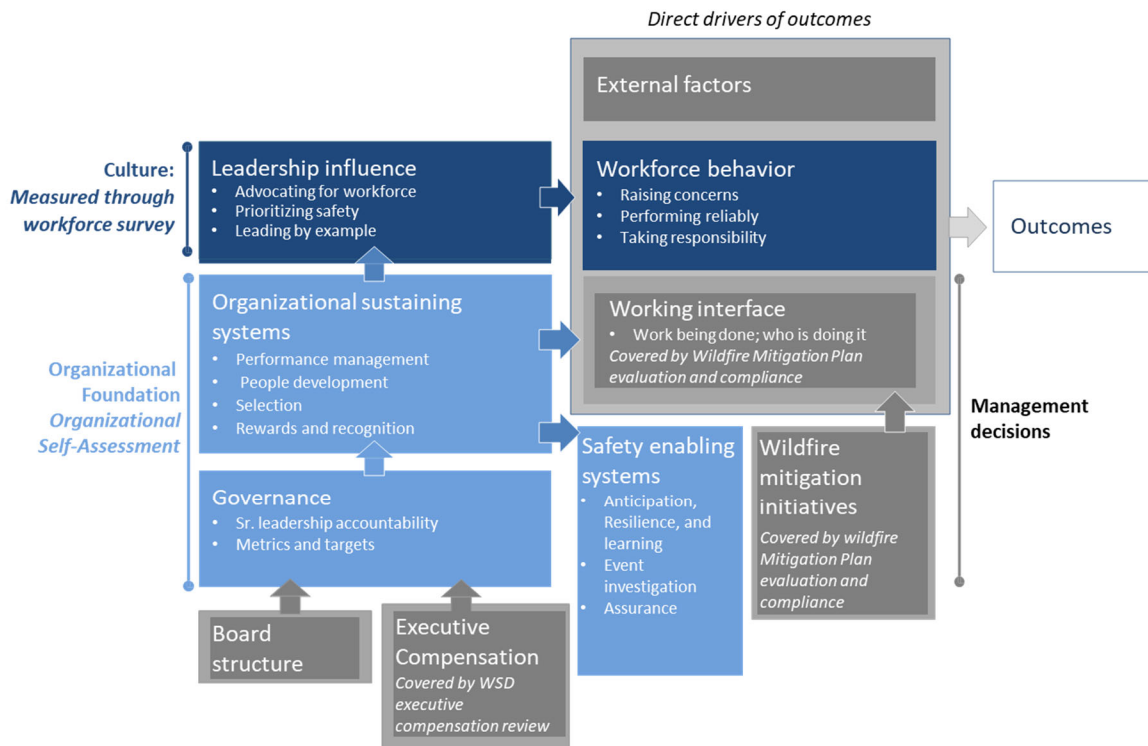 Direct drivers of outcomes
External factors
Culture:
Measured through
workforce survey
Leadership influence
• Advocating for workforce
• Prioritizing safety
• Leading by example
Workforce behavior
• Raising concerns
• Performing reliably
• Taking responsibility
Outcomes
Organizational
Foundation
Organizational
Self-Assessment
Organizational sustaining
systems
• Performance management
• People development
• Selection
• Rewards and recognition
Working interface
• Work being done; who is doing it
Covered by Wildfire Mitigation Plan
evaluation and compliance
Management
decisions
Governance
• Sr. leadership accountability
• Metrics and targets
Safety enabling
systems
• Anticipation,
Resilience, and
learning
• Event
investigation
• Assurance
Wildfire
mitigation
initiatives
Covered by wildfire
Mitigation Plan
evaluation and
compliance
Board
structure
Executive
Compensation
Covered by WSD
executive
compensation review